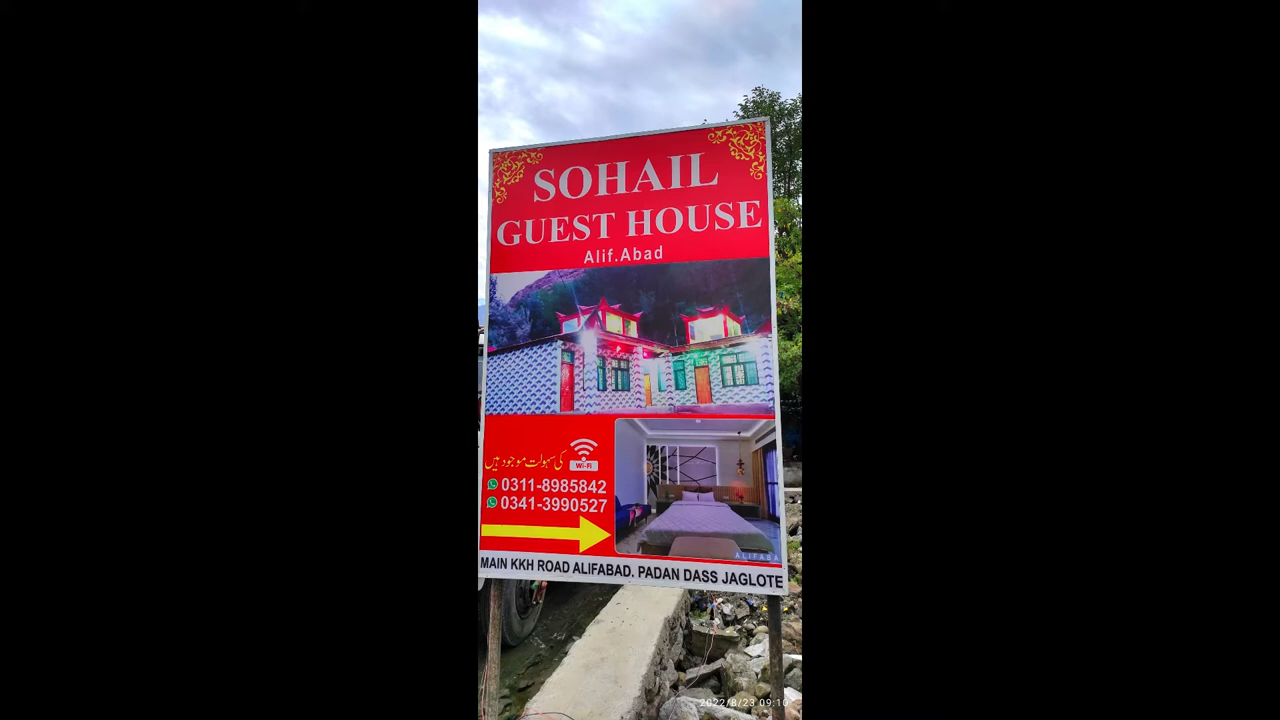 SOHAIL
GUEST HOUSE
Alif.Abad
Wi-Fi کی سہولت موجود ہیں
0311-8985842
0341-3990527
ALIFABA
MAIN KKH ROAD ALIFABAD. PADAN DASS JAGLOTE
2022/8/23 09:10